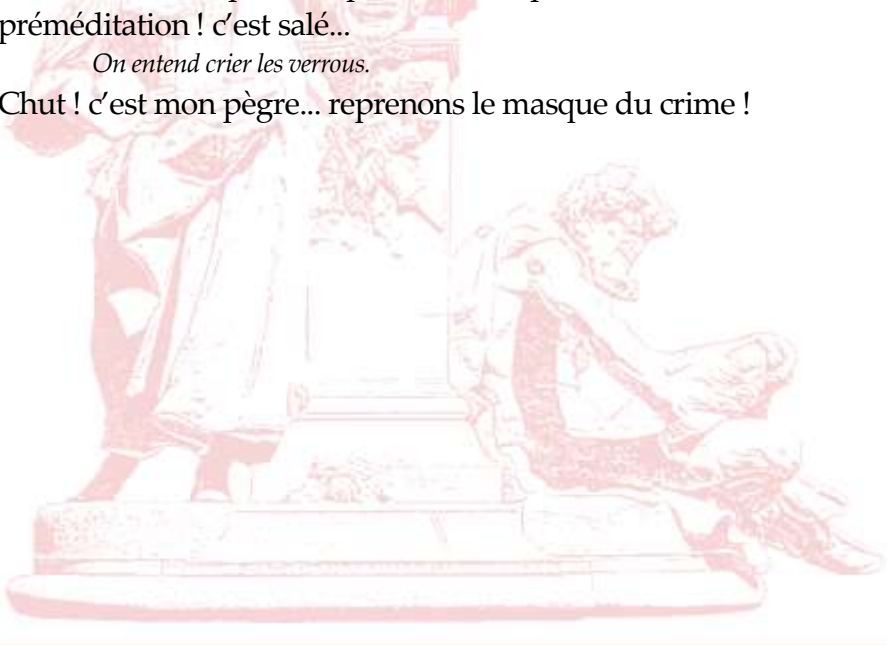 préméditation ! c’est salé...
On entend crier les verrous.
Chut ! c’est mon pègre... reprenons le masque du crime !